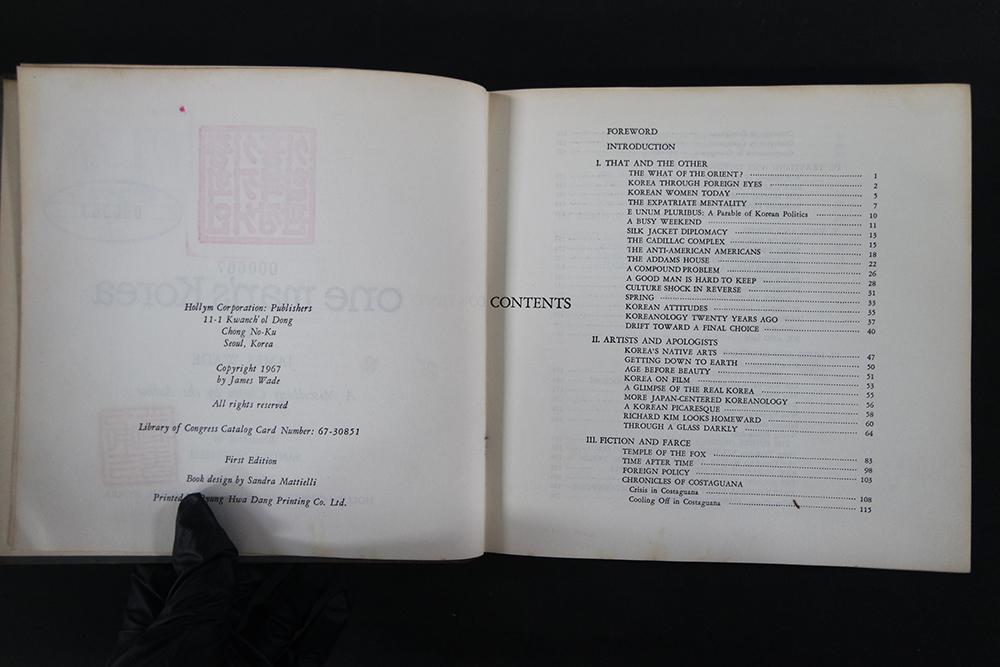 Hollym Corporation: Publishers
11-1 Kwanch'ol Dong
Chong No-Ku
Seoul, Korea
Copyright 1967
by James Wade
All rights reserved
Library of Congress Catalog Card Number: 67-30851
First Edition
Book design by Sandra Mattielli
Printed Hwa Dang Printing Co. Ltd.
CONTENTS
FOREWORD
INTRODUCTION
I. THAT AND THE OTHER
THE WHAT OF THE ORIENT? 1
KOREA THROUGH FOREIGN EYES 2
KOREAN WOMEN TODAY 5
THE EXPATRIATE MENTALITY 7
E UNUM PLURIBUS: A Parable of Korean Politics 10
A BUSY WEEKEND 11
SILK JACKET DIPLOMACY 13
THE CADILLAC COMPLEX 15
THE ANTI-AMERICAN AMERICANS 18
THE ADDAMS HOUSE 22
A COMPOUND PROBLEM 26
A GOOD MAN IS HARD TO KEEP 28
CULTURE SHOCK IN REVERSE 31
SPRING 33
KOREAN ATTITUDES 35
KOREANOLOGY TWENTY YEARS AGO 37
DRIFT TOWARD A FINAL CHOICE 40
II. ARTISTS AND APOLOGISTS
KOREA'S NATIVE ARTS 47
GETTING DOWN TO EARTH 50
AGE BEFORE BEAUTY 51
KOREA ON FILM 53
A GLIMPSE OF THE REAL KOREA 55
MORE JAPAN-CENTERED KOREANOLOGY 56
A KOREAN PICARESQUE 58
RICHARD KIM LOOKS HOMEWARD 60
THROUGH A GLASS DARKLY 64
III. FICTION AND FARCE
TEMPLE OF THE FOX 83
TIME AFTER TIME 98
FOREIGN POLICY 103
CHRONICLES OF COSTAGUANA
Crisis in Costaguana 108
Cooling Off in Costaguana 115